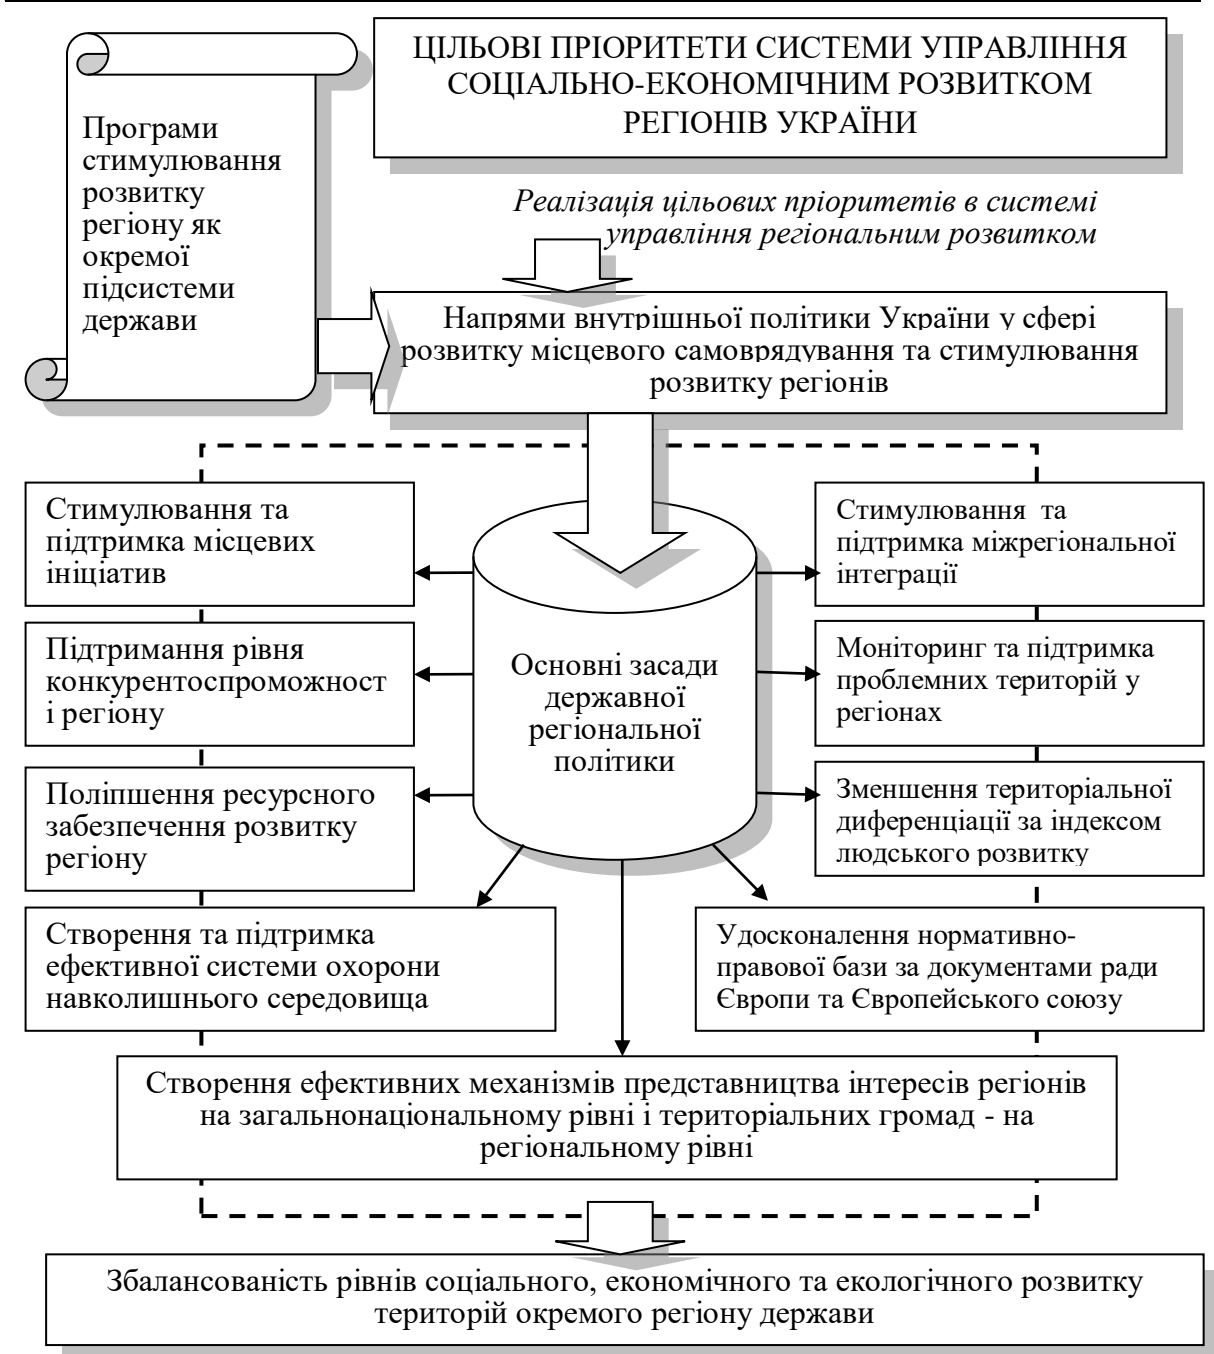 ЦІЛЬОВІ ПРІОРИТЕТИ СИСТЕМИ УПРАВЛІННЯ
СОЦІАЛЬНО-ЕКОНОМІЧНИМ РОЗВИТКОМ
РЕГІОНІВ УКРАЇНИ
Програми
стимулювання
розвитку
регіону як
окремої
підсистеми
держави
Реалізація цільових пріоритетів в системі
управління регіональним розвитком
Напрями внутрішньої політики України у сфері
розвитку місцевого самоврядування та стимулювання
розвитку регіонів
Стимулювання та
підтримка місцевих
ініціатив
Підтримання рівня
конкурентоспроможност
і регіону
Поліпшення ресурсного
забезпечення розвитку
регіону
Основні засади
державної
регіональної
політики
Стимулювання  та
підтримка міжрегіональної
інтеграції
Моніторинг та підтримка
проблемних територій у
регіонах
Зменшення територіальної
диференціації за індексом
людського розвитку
Створення та підтримка
ефективної системи охорони
навколишнього середовища
Удосконалення нормативно-
правової бази за документами ради
Європи та Європейського союзу
Створення ефективних механізмів представництва інтересів регіонів
на загальнонаціональному рівні і територіальних громад - на
регіональному рівні
Збалансованість рівнів соціального, економічного та екологічного розвитку
територій окремого регіону держави